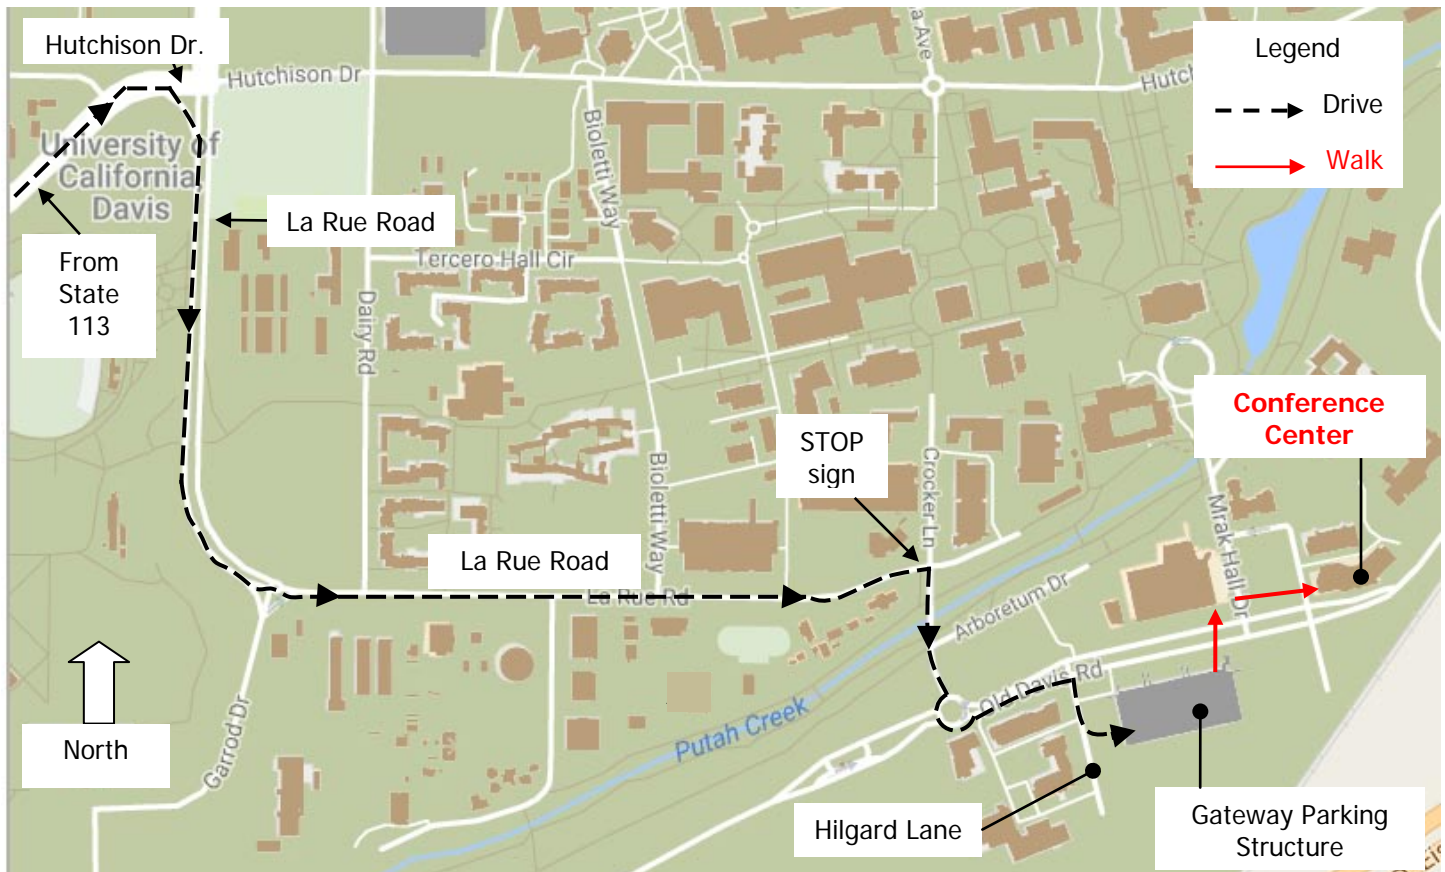 Hutchison Dr.
Hutchison Dr
a Ave
Hutc
Legend
Drive
Walk
University of
California,
Davis
La Rue Road
From
State
113
Bioletti Way
Tercero Hall Cir
Dairy Rd
Conference
Center
STOP
sign
Crocker Ln
Bioletti Way
Mrak Hall Dr
La Rue Road
La Rue Rd
Arboretum Dr
Old Davis Rd
North
Garrod Dr
Putah Creek
Hilgard Lane
Gateway Parking
Structure